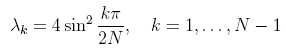 λ_k = 4 sin² kπ/2N, k = 1, . . . , N − 1